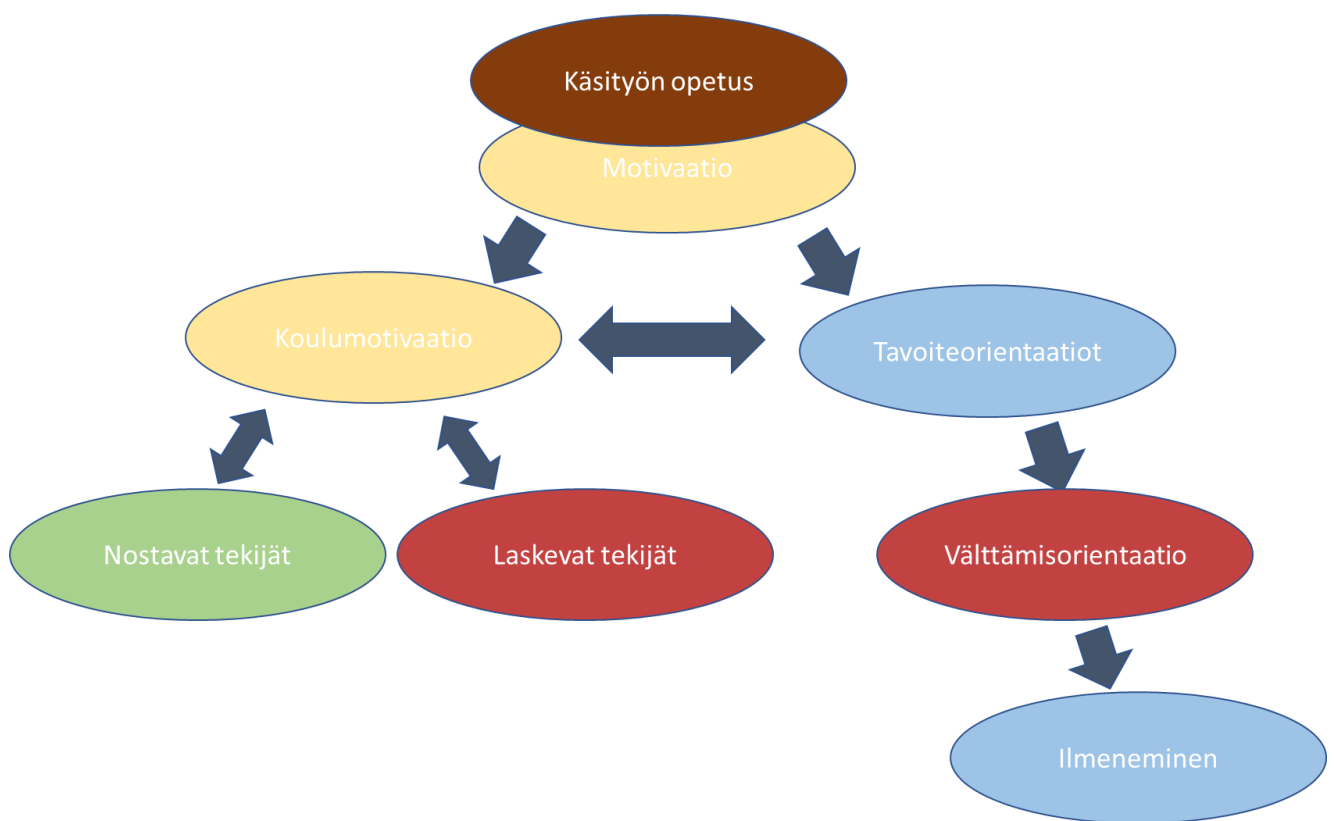 Käsityön opetus
Motivaatio
Koulumotivaatio
Tavoiteorientaatiot
Nostavat tekijät
Laskevat tekijät
Välttämisorientaatio
Ilmeneminen